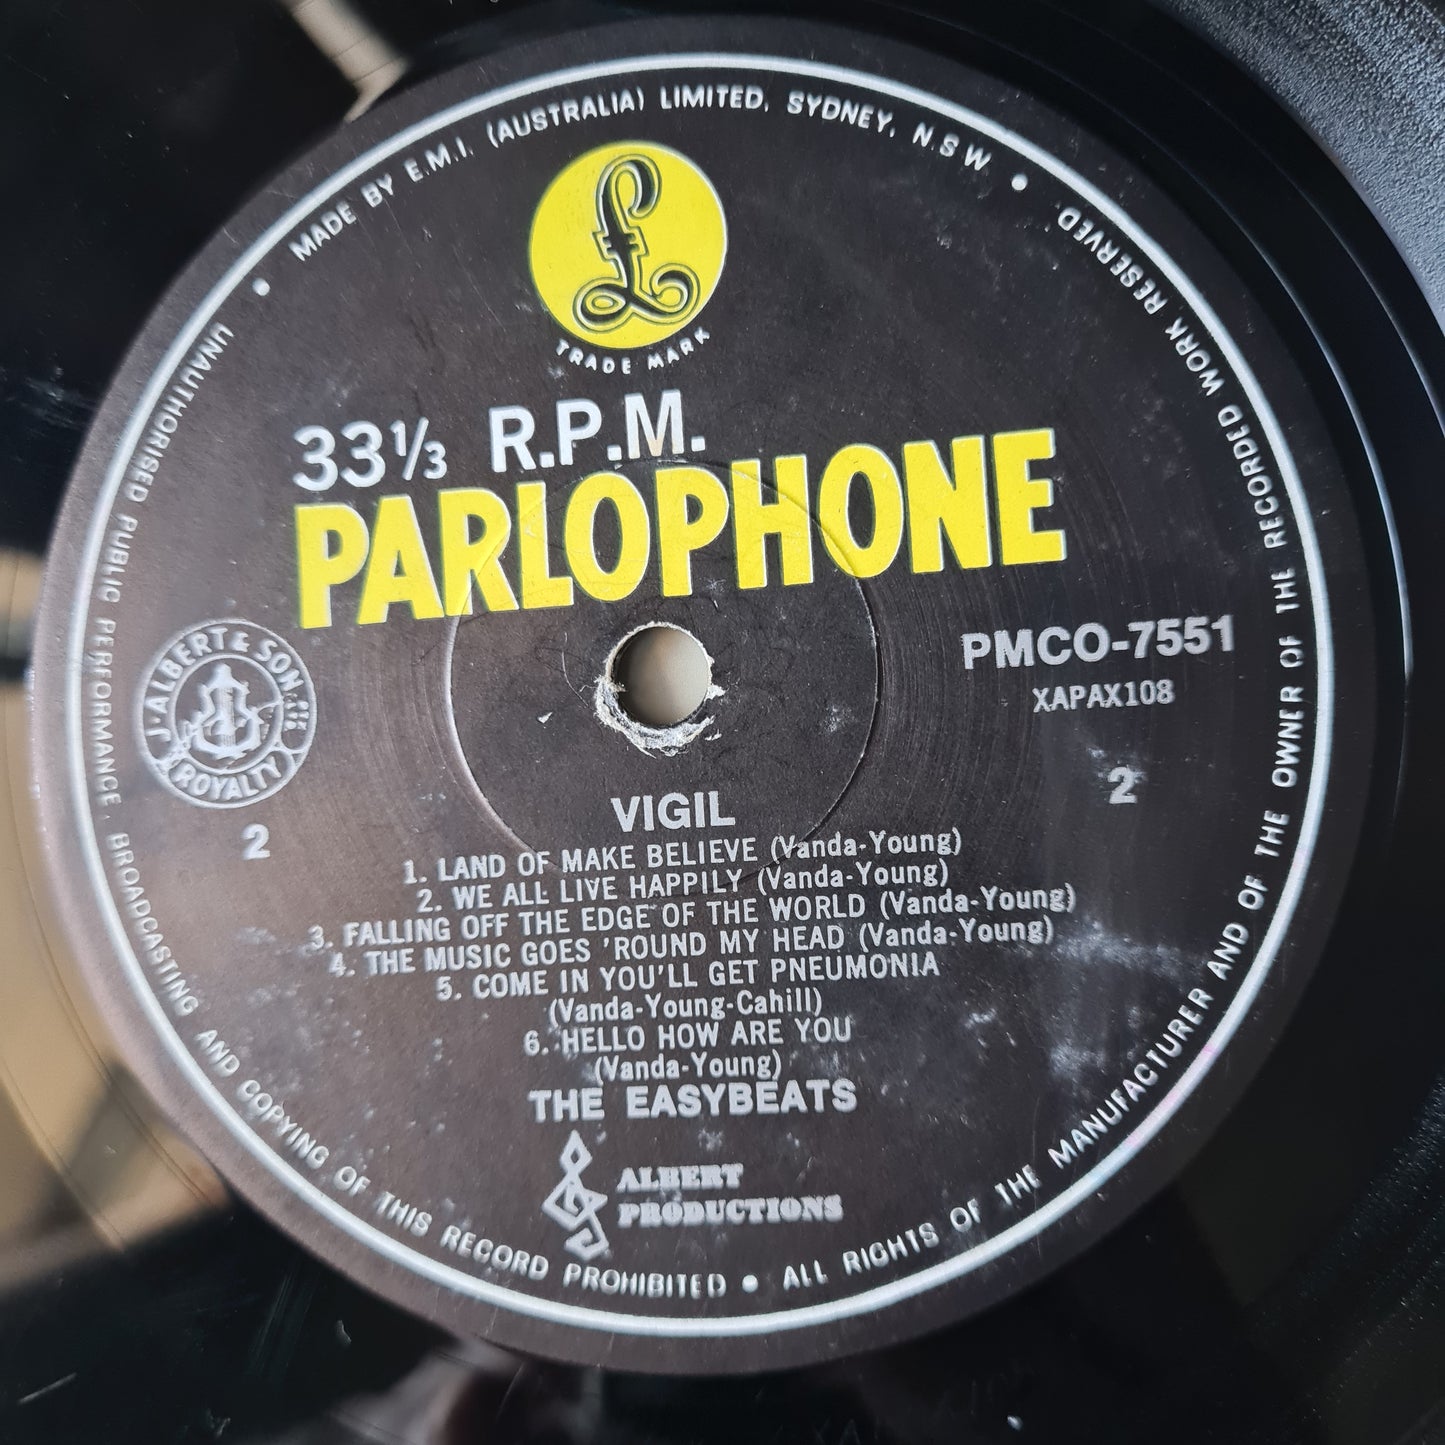 MADE BY E.M.I. (AUSTRALIA) LIMITED, SYDNEY, N.S.W.
£
TRADE MARK
33⅓ R.P.M.
PARLOPHONE
J. ALBERT & SON
ROYALTY
PMCO-7551
XAPAX108
2
2
VIGIL
1. LAND OF MAKE BELIEVE (Vanda-Young)
2. WE ALL LIVE HAPPILY (Vanda-Young)
3. FALLING OFF THE EDGE OF THE WORLD (Vanda-Young)
4. THE MUSIC GOES 'ROUND MY HEAD (Vanda-Young)
5. COME IN YOU'LL GET PNEUMONIA
(Vanda-Young-Cahill)
6. HELLO HOW ARE YOU
(Vanda-Young)
THE EASYBEATS
ALBERT
PRODUCTIONS
UNAUTHORISED PUBLIC PERFORMANCE, BROADCASTING AND COPYING OF THIS RECORD PROHIBITED • ALL RIGHTS OF THE MANUFACTURER AND OF THE OWNER OF THE RECORDED WORK RESERVED